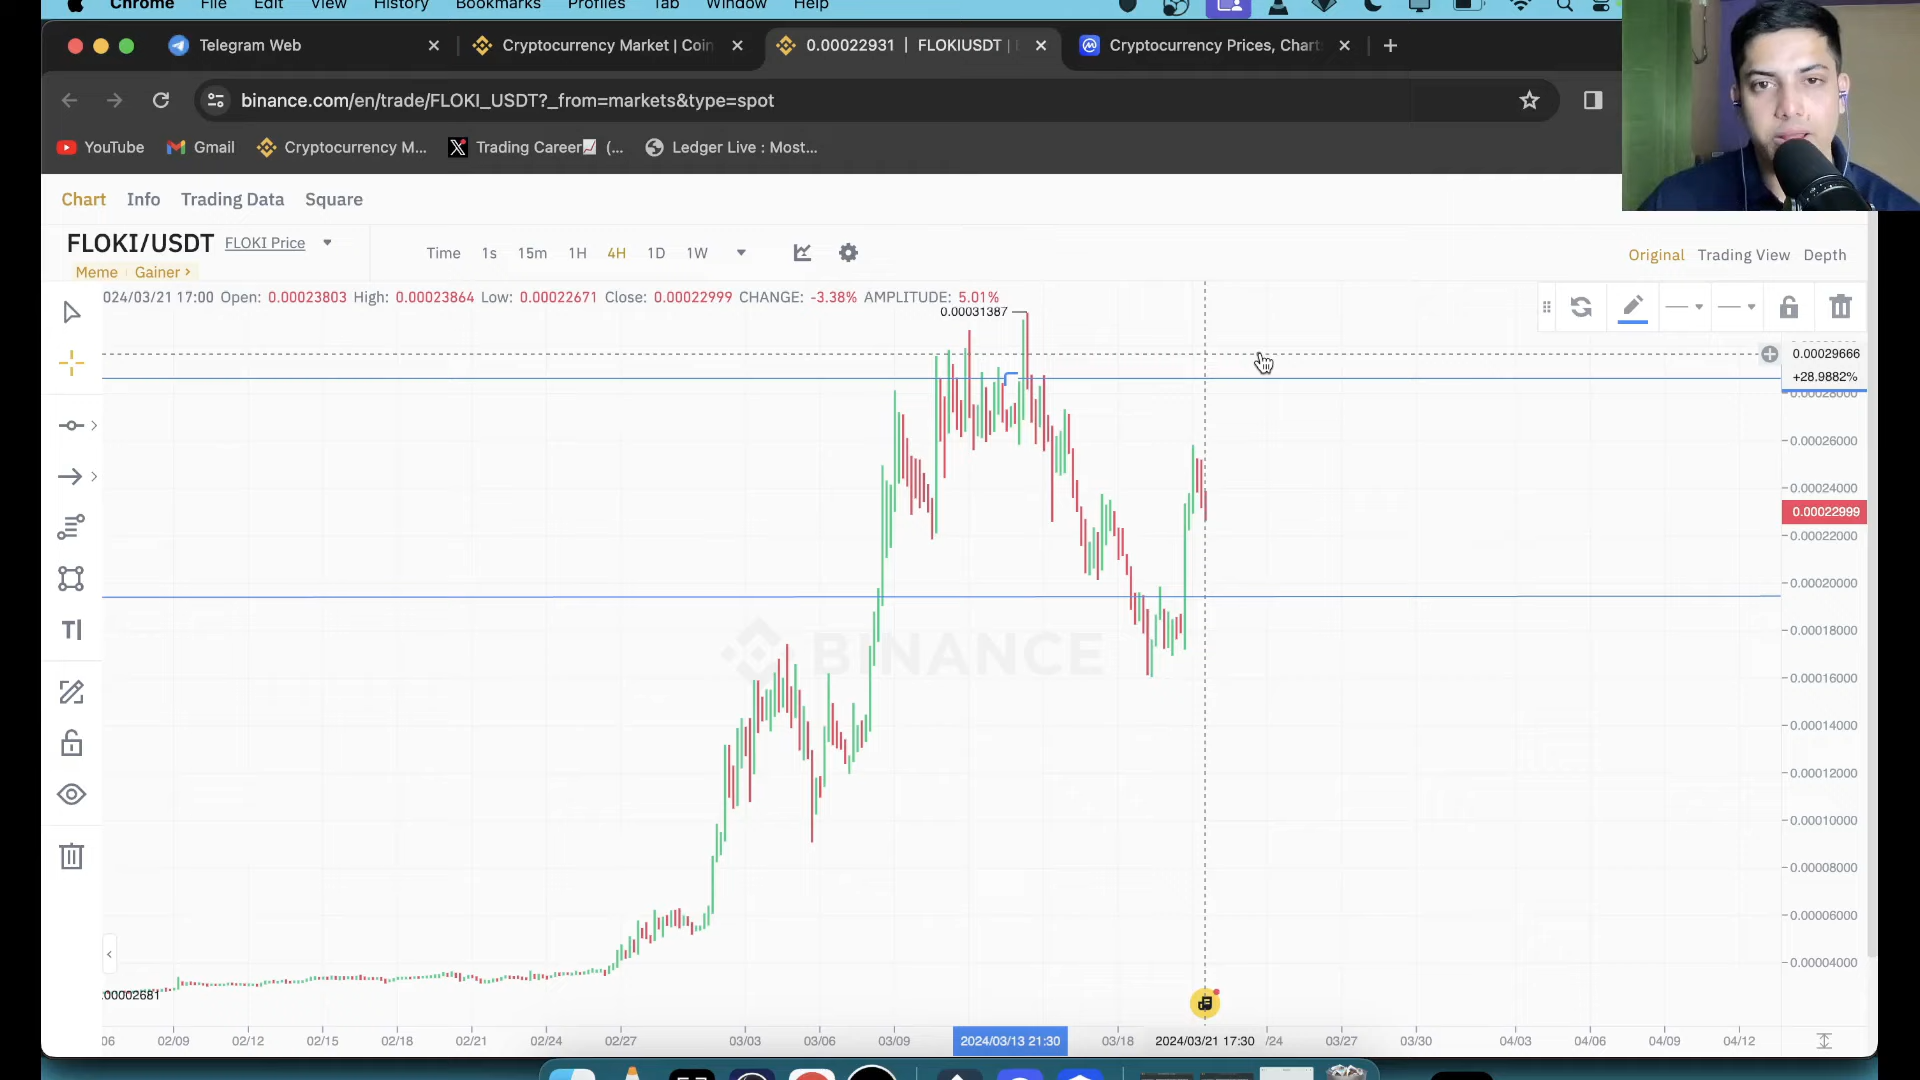 Chrome File Edit View History Bookmarks Profiles Tab Window Help
Telegram Web
Cryptocurrency Market | Coin
0.00022931 | FLOKIUSDT |
Cryptocurrency Prices, Chart
binance.com/en/trade/FLOKI_USDT?_from=markets&type=spot
YouTube Gmail Cryptocurrency M... Trading Career (... Ledger Live : Most...
Chart Info Trading Data Square
FLOKI/USDT FLOKI Price
Meme Gainer >
Time 1s 15m 1H 4H 1D 1W
Original Trading View Depth
024/03/21 17:00 Open: 0.00023803 High: 0.00023864 Low: 0.00022671 Close: 0.00022999 CHANGE: -3.38% AMPLITUDE: 5.01%
0.00031387
0.00029666
+28.9882%
0.00028000
0.00026000
0.00024000
0.00022999
0.00022000
0.00020000
0.00018000
BINANCE
0.00016000
0.00014000
0.00012000
0.00010000
0.00008000
0.00006000
0.00004000
.00002681
06 02/09 02/12 02/15 02/18 02/21 02/24 02/27 03/03 03/06 03/09 2024/03/13 21:30 03/18 2024/03/21 17:30 /24 03/27 03/30 04/03 04/06 04/09 04/12